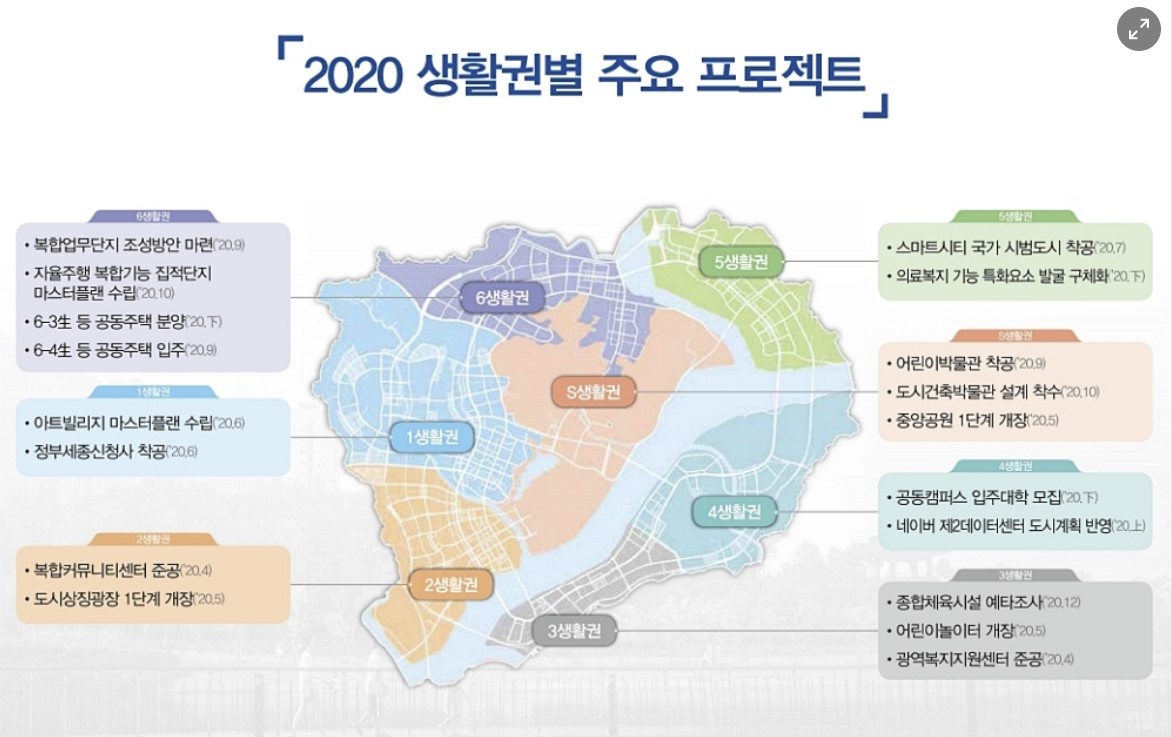 「2020 생활권별 주요 프로젝트」
6생활권
• 복합업무단지 조성방안 마련('20.9)
• 자율주행 복합기능 집적단지
마스터플랜 수립('20.10)
• 6-3生 등 공동주택 분양('20.下)
• 6-4生 등 공동주택 입주('20.9)
1생활권
• 아트빌리지 마스터플랜 수립('20.6)
• 정부세종신청사 착공('20.6)
2생활권
• 복합커뮤니티센터 준공('20.4)
• 도시상징광장 1단계 개장('20.5)
5생활권
6생활권
S생활권
1생활권
4생활권
2생활권
3생활권
5생활권
• 스마트시티 국가 시범도시 착공('20.7)
• 의료복지 기능 특화요소 발굴 구체화('20.下)
S생활권
• 어린이박물관 착공('20.9)
• 도시건축박물관 설계 착수('20.10)
• 중앙공원 1단계 개장('20.5)
4생활권
• 공동캠퍼스 입주대학 모집('20.下)
• 네이버 제2데이터센터 도시계획 반영('20.上)
3생활권
• 종합체육시설 예타조사('20.12)
• 어린이놀이터 개장('20.5)
• 광역복지지원센터 준공('20.4)